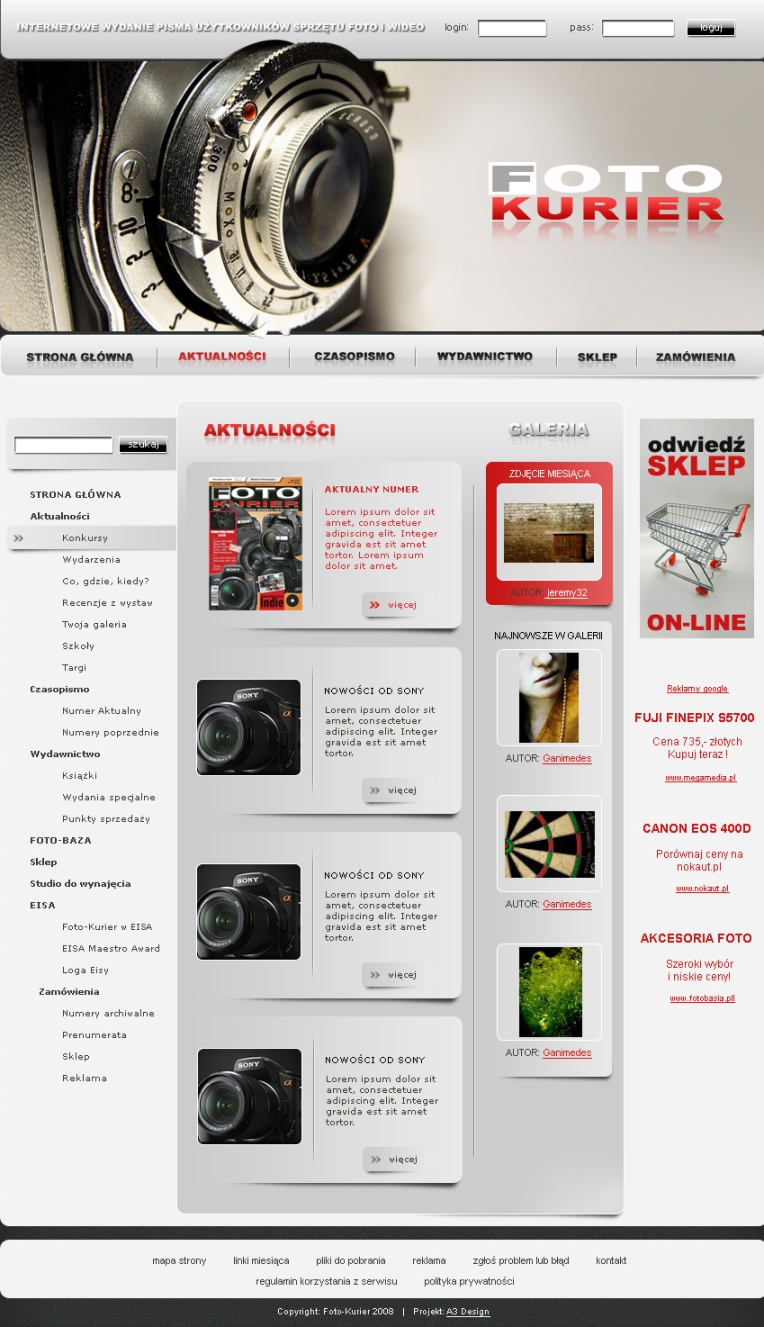 INTERNETOWE WYDANIE PISMA UŻYTKOWNIKÓW SPRZĘTU FOTO i WIDEO
login:
pass:
loguj
FOTO
KURIER
STRONA GŁÓWNA
AKTUALNOŚCI
CZASOPISMO
WYDAWNICTWO
SKLEP
ZAMÓWIENIA
szukaj
STRONA GŁÓWNA
Aktualności
Konkursy
Wydarzenia
Co, gdzie, kiedy?
Recenzje z wystaw
Twoja galeria
Szkoły
Targi
Czasopismo
Numer Aktualny
Numery poprzednie
Wydawnictwo
Książki
Wydania specjalne
Punkty sprzedaży
FOTO-BAZA
Sklep
Studio do wynajęcia
EISA
Foto-Kurier w EISA
EISA Maestro Award
Loga Eisy
Zamówienia
Numery archiwalne
Prenumerata
Sklep
Reklama
AKTUALNOŚCI
FOTO
KURIER
Indie
AKTUALNY NUMER
Lorem ipsum dolor sit
amet, consectetuer
adipiscing elit. Integer
gravida est sit amet
tortor. Lorem ipsum
dolor sit amet.
więcej
SONY
α
NOWOŚCI OD SONY
Lorem ipsum dolor sit
amet, consectetuer
adipiscing elit. Integer
gravida est sit amet
tortor.
więcej
SONY
α
NOWOŚCI OD SONY
Lorem ipsum dolor sit
amet, consectetuer
adipiscing elit. Integer
gravida est sit amet
tortor.
więcej
SONY
α
NOWOŚCI OD SONY
Lorem ipsum dolor sit
amet, consectetuer
adipiscing elit. Integer
gravida est sit amet
tortor.
więcej
GALERIA
ZDJĘCIE MIESIĄCA
AUTOR: jeremy32
NAJNOWSZE W GALERII
AUTOR: Ganimedes
AUTOR: Ganimedes
AUTOR: Ganimedes
odwiedź
SKLEP
ON-LINE
Reklamy google
FUJI FINEPIX S5700
Cena 735,- złotych
Kupuj teraz !
www.megamedia.pl
CANON EOS 400D
Porównaj ceny na
nokaut.pl
www.nokaut.pl
AKCESORIA FOTO
Szeroki wybór
i niskie ceny!
www.fotobasia.pll
mapa strony
linki miesiąca
pliki do pobrania
reklama
zgłoś problem lub błąd
kontakt
regulamin korzystania z serwisu
polityka prywatności
Copyright: Foto-Kurier 2008 | Projekt: A3 Design